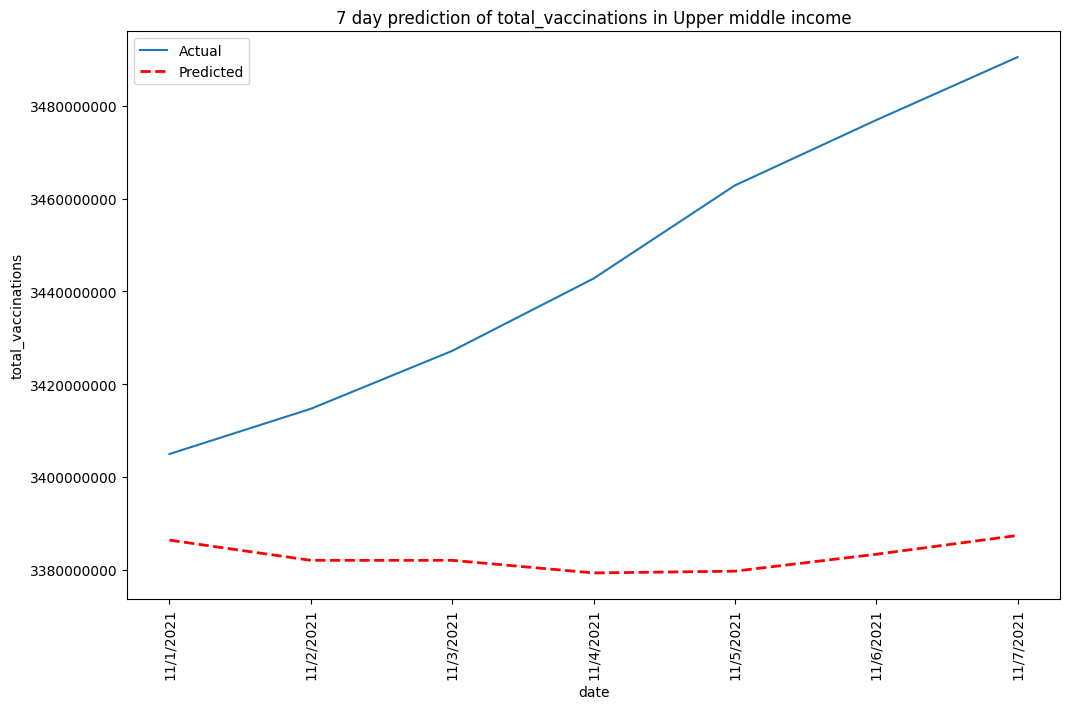 7 day prediction of total_vaccinations in Upper middle income
Actual
Predicted
total_vaccinations
3480000000
3460000000
3440000000
3420000000
3400000000
3380000000
11/1/2021
11/2/2021
11/3/2021
11/4/2021
11/5/2021
11/6/2021
11/7/2021
date